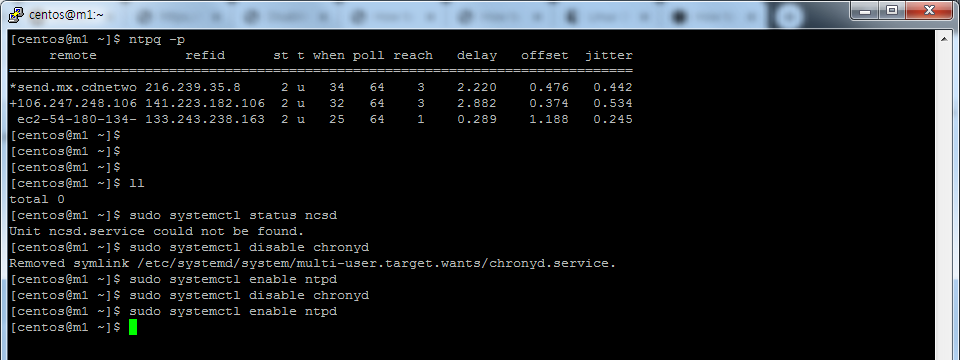 centos@m1:~
[centos@m1 ~]$ ntpq -p
     remote           refid      st t when poll reach   delay   offset  jitter
==============================================================================
*send.mx.cdnetwo 216.239.35.8     2 u   34   64    3    2.220    0.476   0.442
+106.247.248.106 141.223.182.106  2 u   32   64    3    2.882    0.374   0.534
 ec2-54-180-134- 133.243.238.163  2 u   25   64    1    0.289    1.188   0.245
[centos@m1 ~]$
[centos@m1 ~]$
[centos@m1 ~]$
[centos@m1 ~]$ ll
total 0
[centos@m1 ~]$ sudo systemctl status ncsd
Unit ncsd.service could not be found.
[centos@m1 ~]$ sudo systemctl disable chronyd
Removed symlink /etc/systemd/system/multi-user.target.wants/chronyd.service.
[centos@m1 ~]$ sudo systemctl enable ntpd
[centos@m1 ~]$ sudo systemctl disable chronyd
[centos@m1 ~]$ sudo systemctl enable ntpd
[centos@m1 ~]$